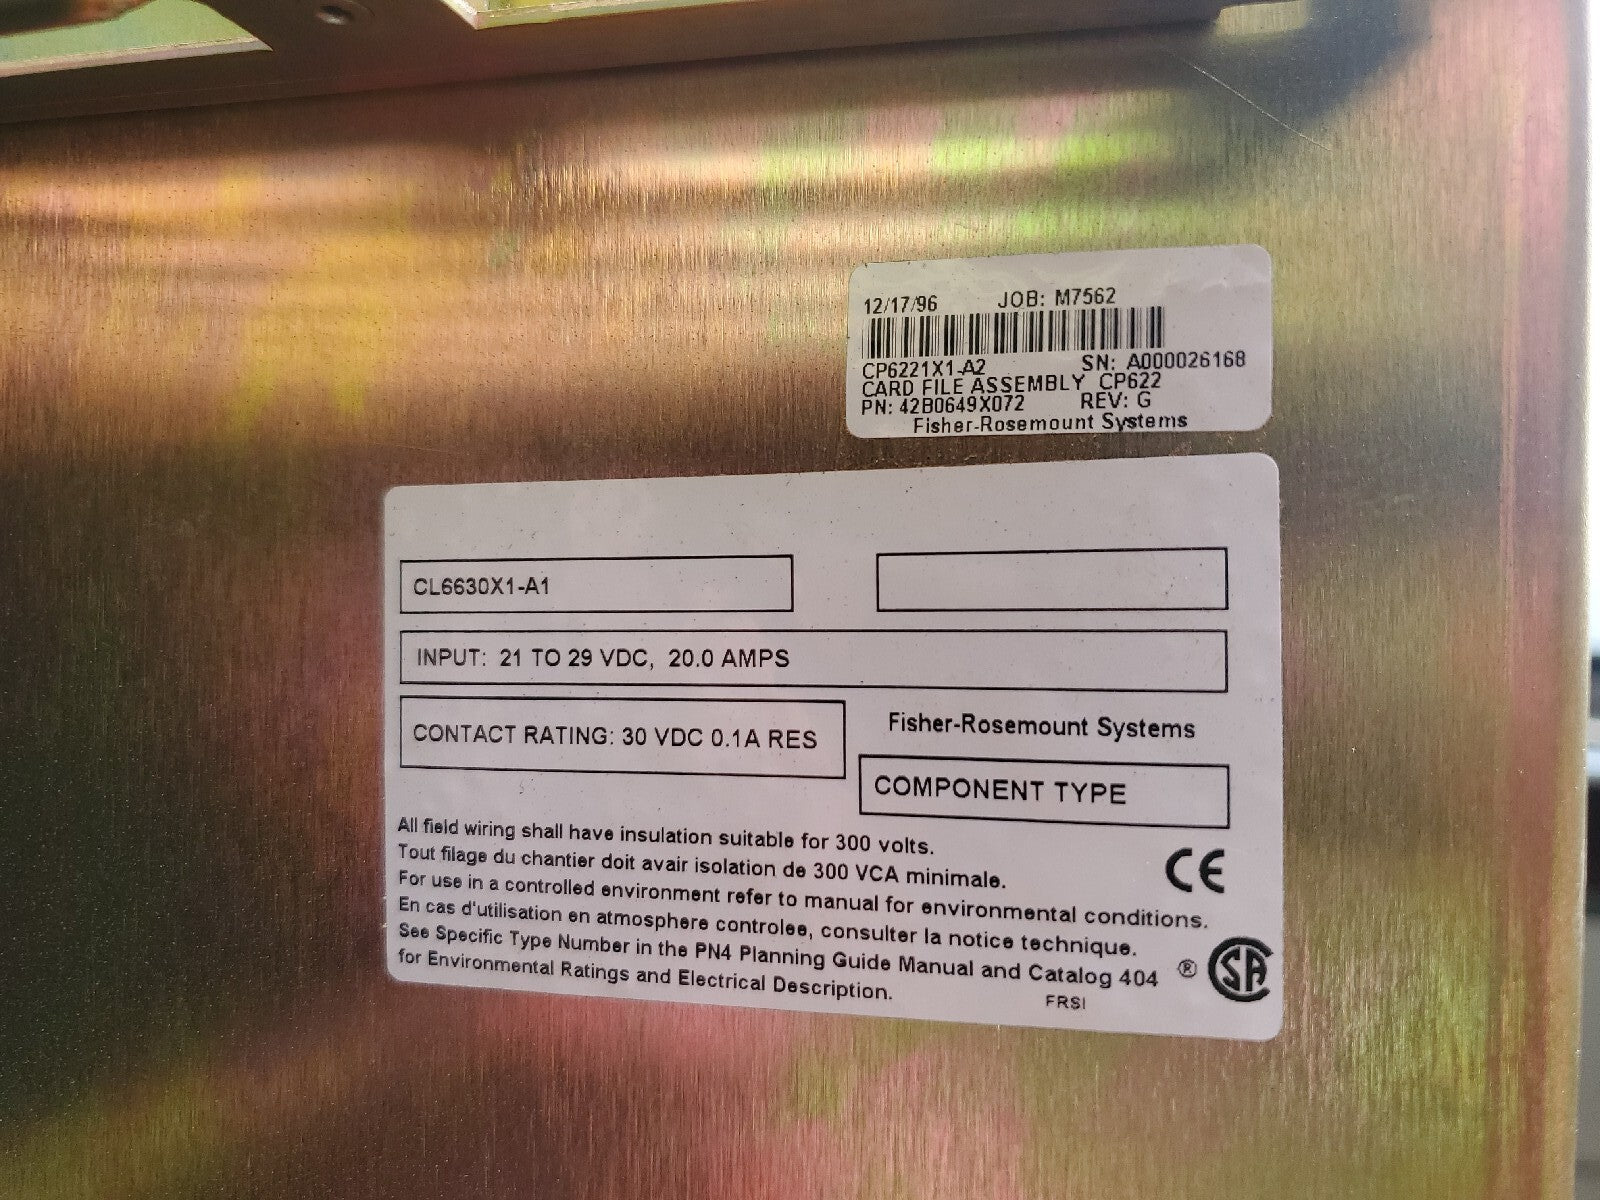 12/17/96 JOB: M7562
CP6221X1-A2 SN: A000026168
CARD FILE ASSEMBLY CP622
PN: 42B0649X072 REV: G
Fisher-Rosemount Systems
CL6630X1-A1
INPUT: 21 TO 29 VDC, 20.0 AMPS
CONTACT RATING: 30 VDC 0.1A RES
Fisher-Rosemount Systems
COMPONENT TYPE
All field wiring shall have insulation suitable for 300 volts.
Tout filage du chantier doit avair isolation de 300 VCA minimale.
For use in a controlled environment refer to manual for environmental conditions.
En cas d'utilisation en atmosphere controlee, consulter la notice technique.
See Specific Type Number in the PN4 Planning Guide Manual and Catalog 404
for Environmental Ratings and Electrical Description.
FRSI
CE
® SA